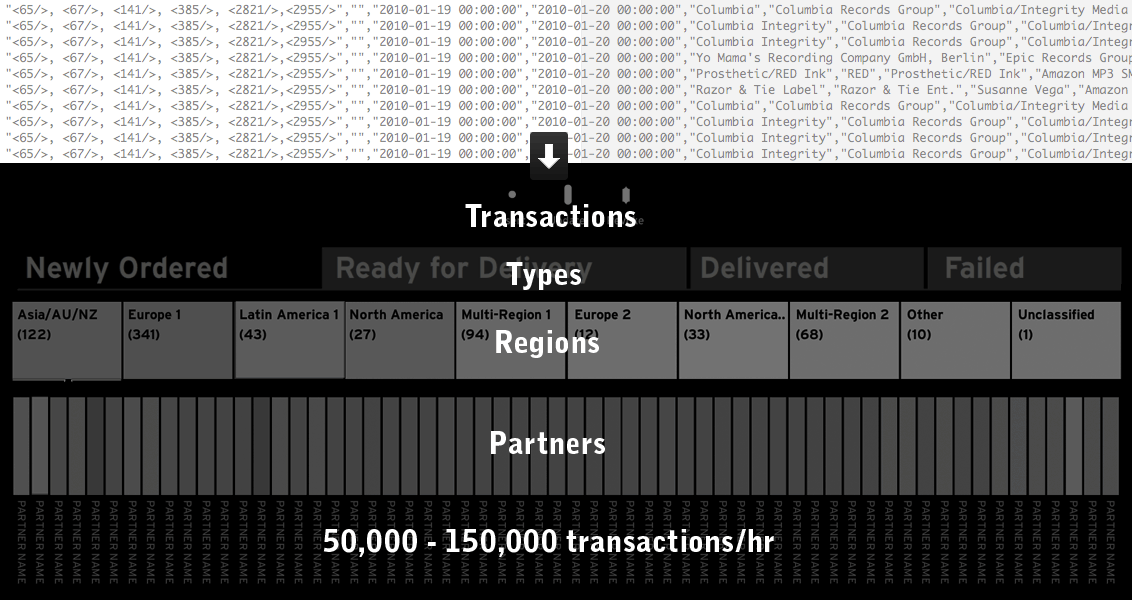 "<65/>, <67/>, <141/>, <385/>, <2821/>,<2955/>","","2010-01-19 00:00:00","2010-01-20 00:00:00","Columbia","Columbia Records Group","Columbia/Integrity Media
"<65/>, <67/>, <141/>, <385/>, <2821/>,<2955/>","","2010-01-19 00:00:00","2010-01-20 00:00:00","Columbia Integrity","Columbia Records Group","Columbia/Integr
"<65/>, <67/>, <141/>, <385/>, <2821/>,<2955/>","","2010-01-19 00:00:00","2010-01-20 00:00:00","Columbia Integrity","Columbia Records Group","Columbia/Integr
"<65/>, <67/>, <141/>, <385/>, <2821/>,<2955/>","","2010-01-19 00:00:00","2010-01-20 00:00:00","Yo Mama's Recording Company GmbH, Berlin","Epic Records Group
"<65/>, <67/>, <141/>, <385/>, <2821/>,<2955/>","","2010-01-19 00:00:00","2010-01-20 00:00:00","Prosthetic/RED Ink","RED","Prosthetic/RED Ink","Amazon MP3 SM
"<65/>, <67/>, <141/>, <385/>, <2821/>,<2955/>","","2010-01-19 00:00:00","2010-01-20 00:00:00","Razor & Tie Label","Razor & Tie Ent.","Susanne Vega","Amazon
"<65/>, <67/>, <141/>, <385/>, <2821/>,<2955/>","","2010-01-19 00:00:00","2010-01-20 00:00:00","Columbia","Columbia Records Group","Columbia/Integrity Media
"<65/>, <67/>, <141/>, <385/>, <2821/>,<2955/>","","2010-01-19 00:00:00","2010-01-20 00:00:00","Columbia Integrity","Columbia Records Group","Columbia/Integr
"<65/>, <67/>, <141/>, <385/>, <2821/>,<2955/>","","2010-01-19 00:00:00","-01-20 00:00:00","Columbia Integrity","Columbia Records Group","Columbia/Integr
"<65/>, <67/>, <141/>, <385/>, <2821/>,<2955/>","","2010-01-19 00:00:00","-01-20 00:00:00","Columbia Integrity","Columbia Records Group","Columbia/Integr
Transactions
Newly Ordered Ready for Delivery Delivered Failed
Types
Asia/AU/NZ Europe 1 Latin America 1 North America Multi-Region 1 Europe 2 North America.. Multi-Region 2 Other Unclassified
(122) (341) (43) (27) (94) (12) (33) (68) (10) (1)
Regions
Partners
50,000 - 150,000 transactions/hr
PARTNER NAME PARTNER NAME PARTNER NAME PARTNER NAME PARTNER NAME PARTNER NAME PARTNER NAME PARTNER NAME PARTNER NAME PARTNER NAME PARTNER NAME PARTNER NAME PARTNER NAME PARTNER NAME PARTNER NAME PARTNER NAME PARTNER NAME PARTNER NAME PARTNER NAME PARTNER NAME PARTNER NAME PARTNER NAME PARTNER NAME PARTNER NAME PARTNER NAME PARTNER NAME PARTNER NAME PARTNER NAME PARTNER NAME PARTNER NAME PARTNER NAME PARTNER NAME PARTNER NAME PARTNER NAME PARTNER NAME PARTNER NAME PARTNER NAME PARTNER NAME PARTNER NAME PARTNER NAME PARTNER NAME PARTNER NAME PARTNER NAME PARTNER NAME PARTNER NAME PARTNER NAME PARTNER NAME PARTNER NAME PARTNER NAME PARTNER NAME PARTNER NAME PARTNER NAME PARTNER NAME PARTNER NAME PARTNER NAME PARTNER NAME PARTNER NAME PARTNER NAME PARTNER NAME PARTNER NAME